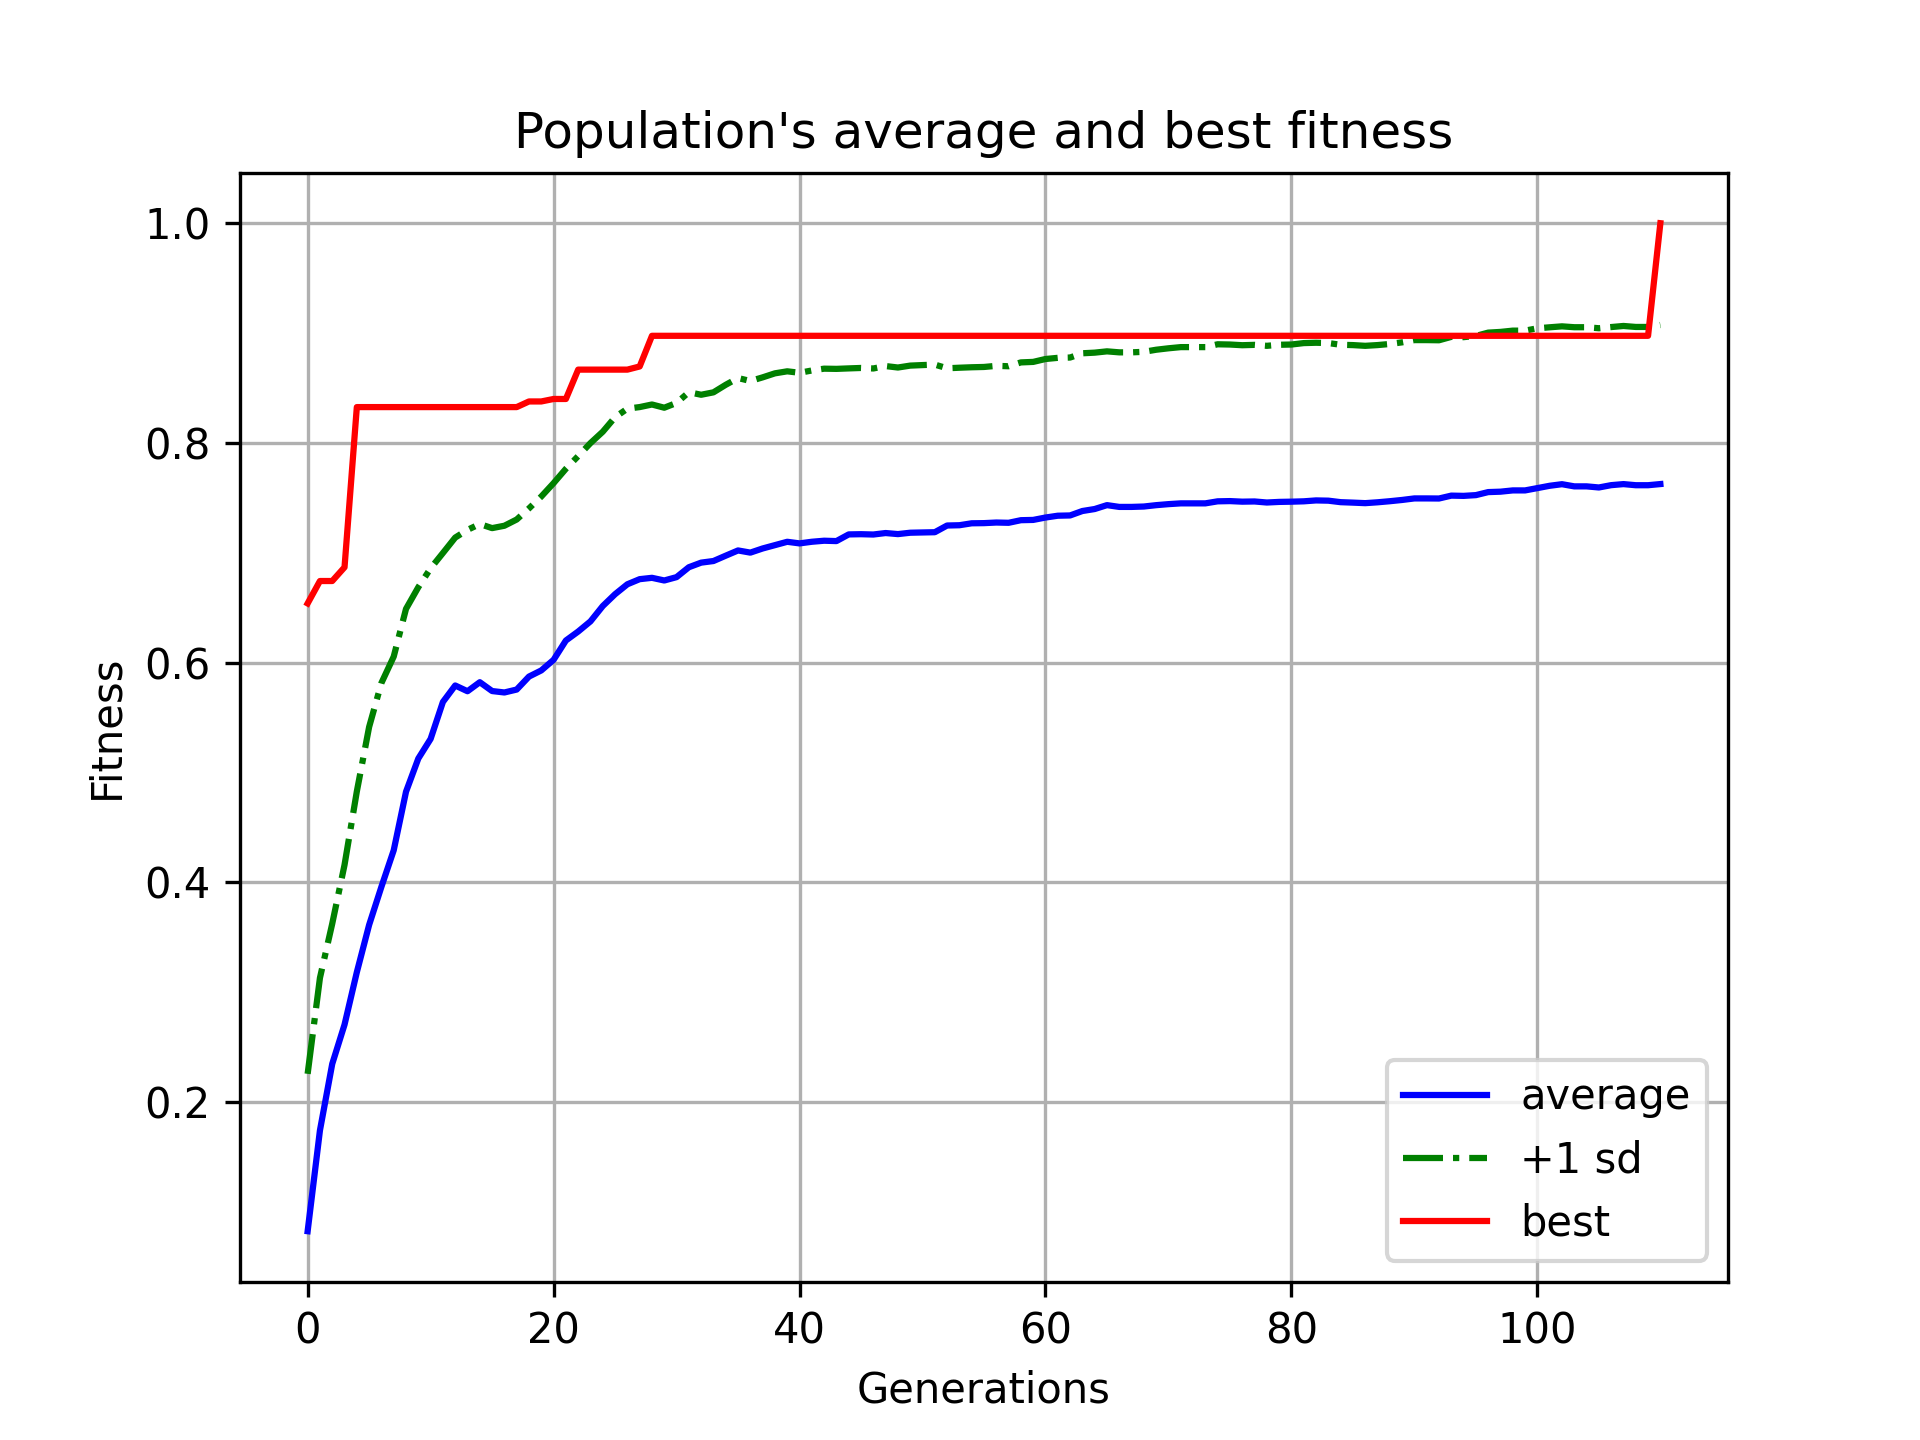 Population's average and best fitness
1.0
0.8
0.6
0.4
0.2
Fitness
0 20 40 60 80 100
Generations
average
+1 sd
best